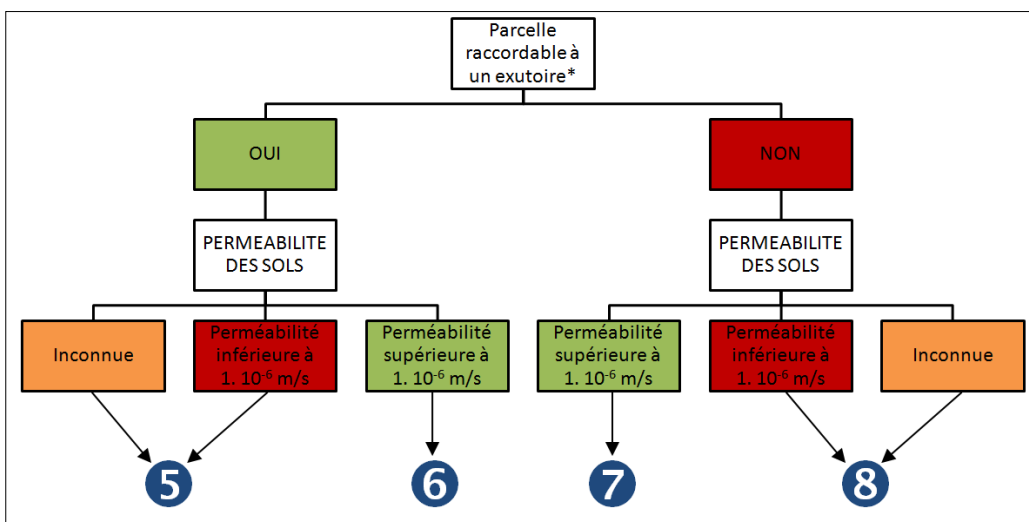 Parcelle
raccordable à
un exutoire*
OUI
NON
PERMEABILITE
DES SOLS
PERMEABILITE
DES SOLS
Inconnue
Perméabilité
inférieure à
1. 10⁻⁶ m/s
Perméabilité
supérieure à
1. 10⁻⁶ m/s
Perméabilité
supérieure à
1. 10⁻⁶ m/s
Perméabilité
inférieure à
1. 10⁻⁶ m/s
Inconnue
5
6
7
8